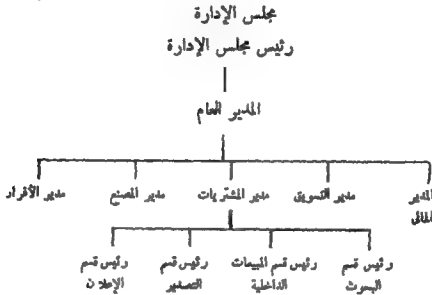 مجلس الإدارة
رئيس مجلس الإدارة
المدير العام
المدير المالى
مدير التسويق
مدير المشتريات
مدير المصنع
مدير الأفراد
رئيس قسم البحوث
رئيس قسم المبيعات الداخلية
رئيس قسم التصدير
رئيس قسم الإعلان